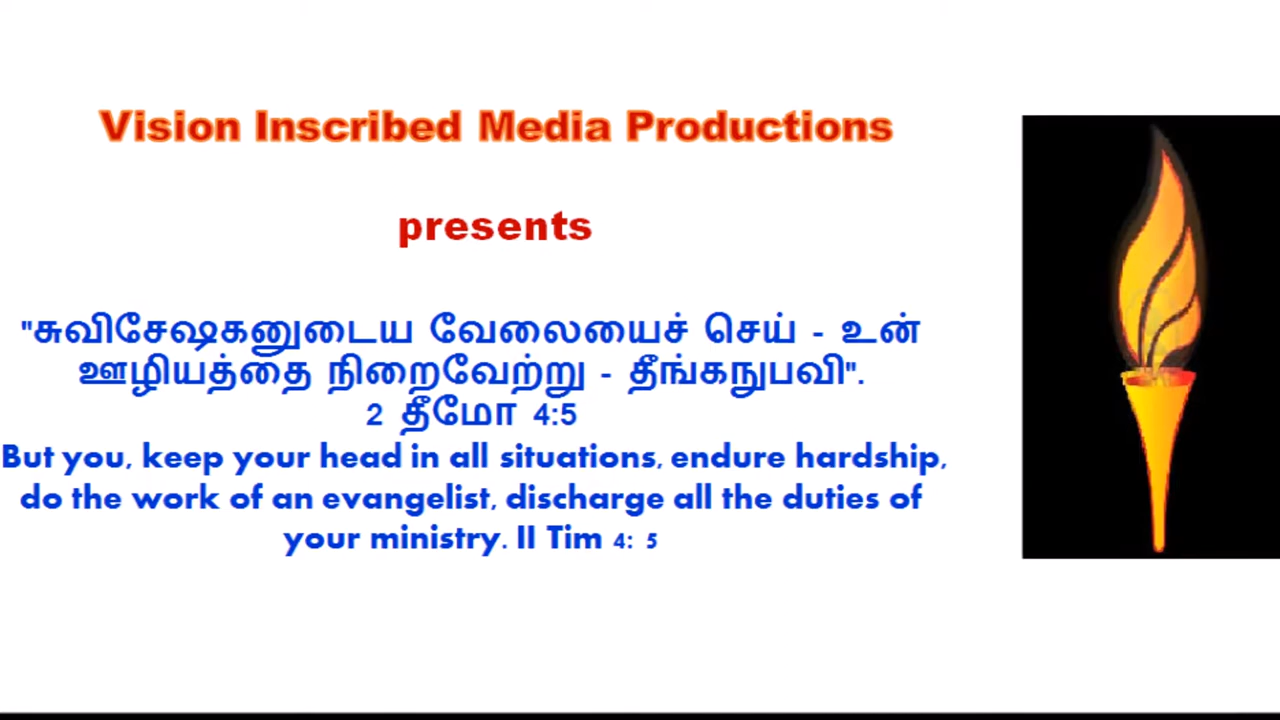 Vision Inscribed Media Productions
presents
"சுவிசேஷகனுடைய வேலையைச் செய் - உன்
ஊழியத்தை நிறைவேற்று - தீங்கநுபவி".
2 தீமோ 4:5
But you, keep your head in all situations, endure hardship,
do the work of an evangelist, discharge all the duties of
your ministry. II Tim 4: 5